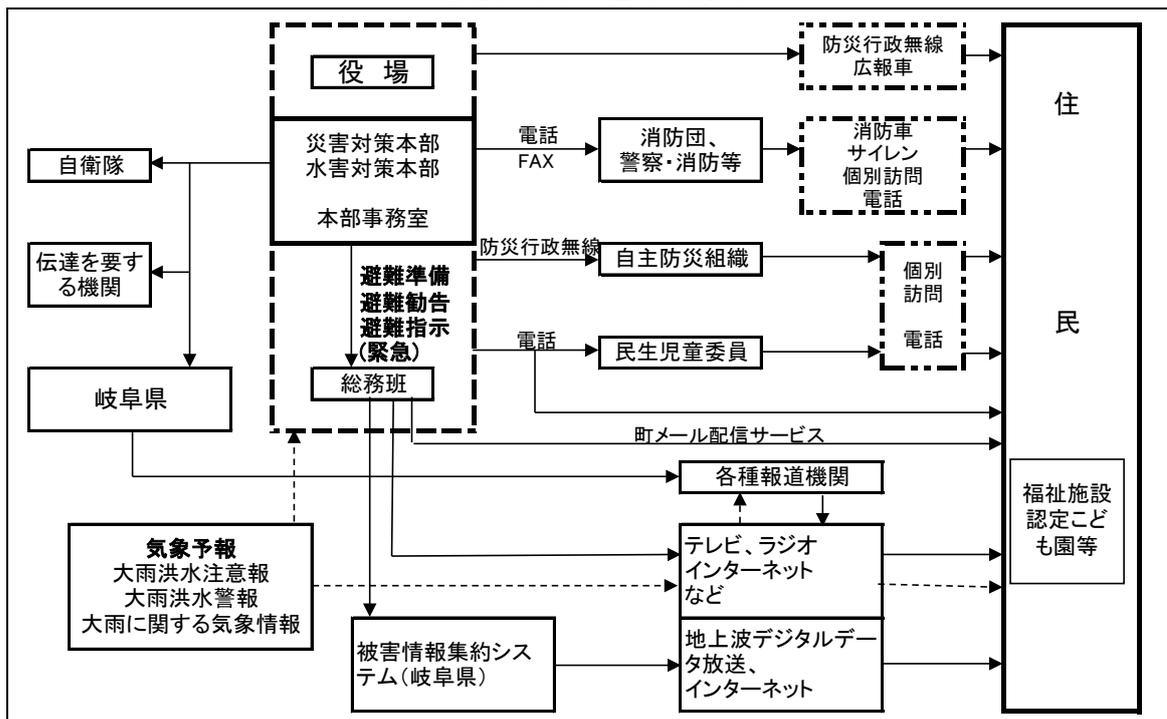 役 場
防災行政無線
広報車
災害対策本部
水害対策本部
本部事務室
電話
FAX
消防団、
警察・消防等
消防車
サイレン
個別訪問
電話
住
民
自衛隊
伝達を要す
る機関
岐阜県
避難準備
避難勧告
避難指示
(緊急)
総務班
防災行政無線
自主防災組織
個別
訪問
電話
電話
民生児童委員
町メール配信サービス
各種報道機関
福祉施設
認定こど
も園等
気象予報
大雨洪水注意報
大雨洪水警報
大雨に関する気象情報
テレビ、ラジオ
インターネット
など
被害情報集約シス
テム(岐阜県)
地上波デジタルデー
タ放送、
インターネット